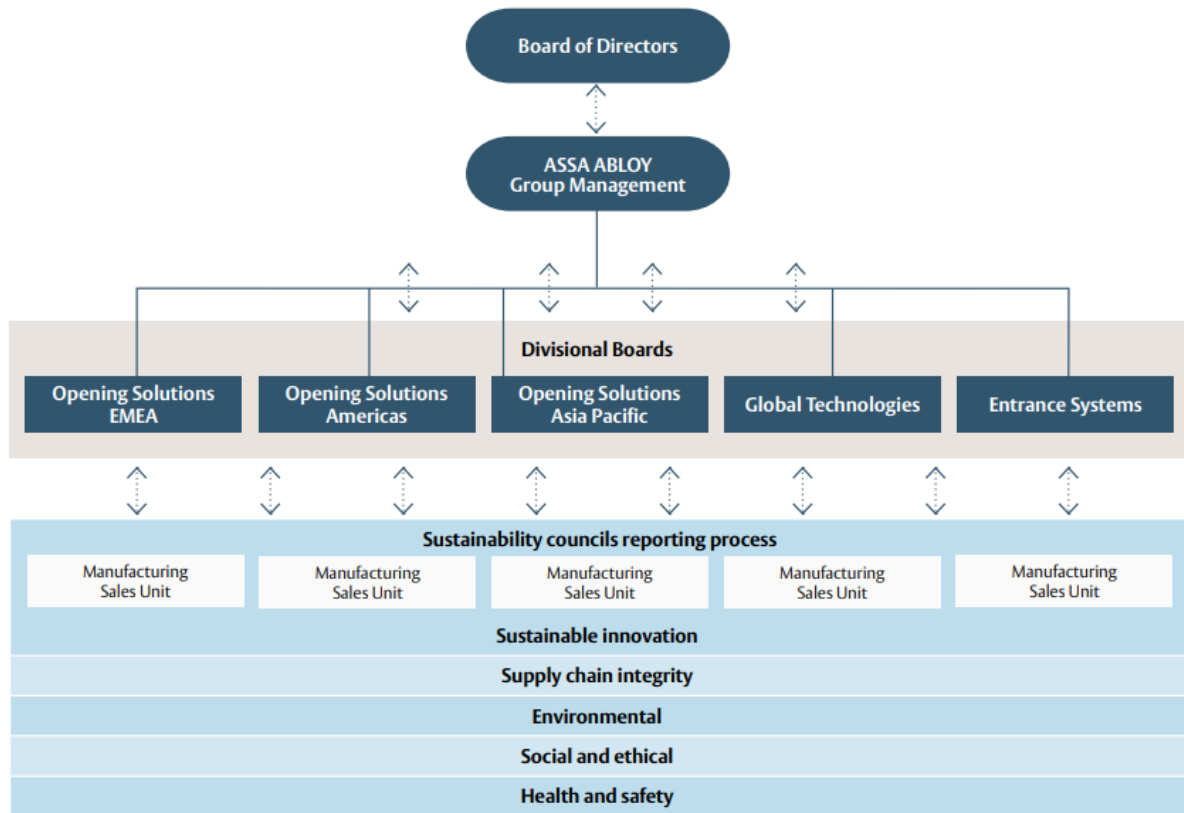 Board of Directors
ASSA ABLOY
Group Management
Divisional Boards
Opening Solutions
EMEA
Opening Solutions
Americas
Opening Solutions
Asia Pacific
Global Technologies
Entrance Systems
Sustainability councils reporting process
Manufacturing
Sales Unit
Manufacturing
Sales Unit
Manufacturing
Sales Unit
Manufacturing
Sales Unit
Manufacturing
Sales Unit
Sustainable innovation
Supply chain integrity
Environmental
Social and ethical
Health and safety